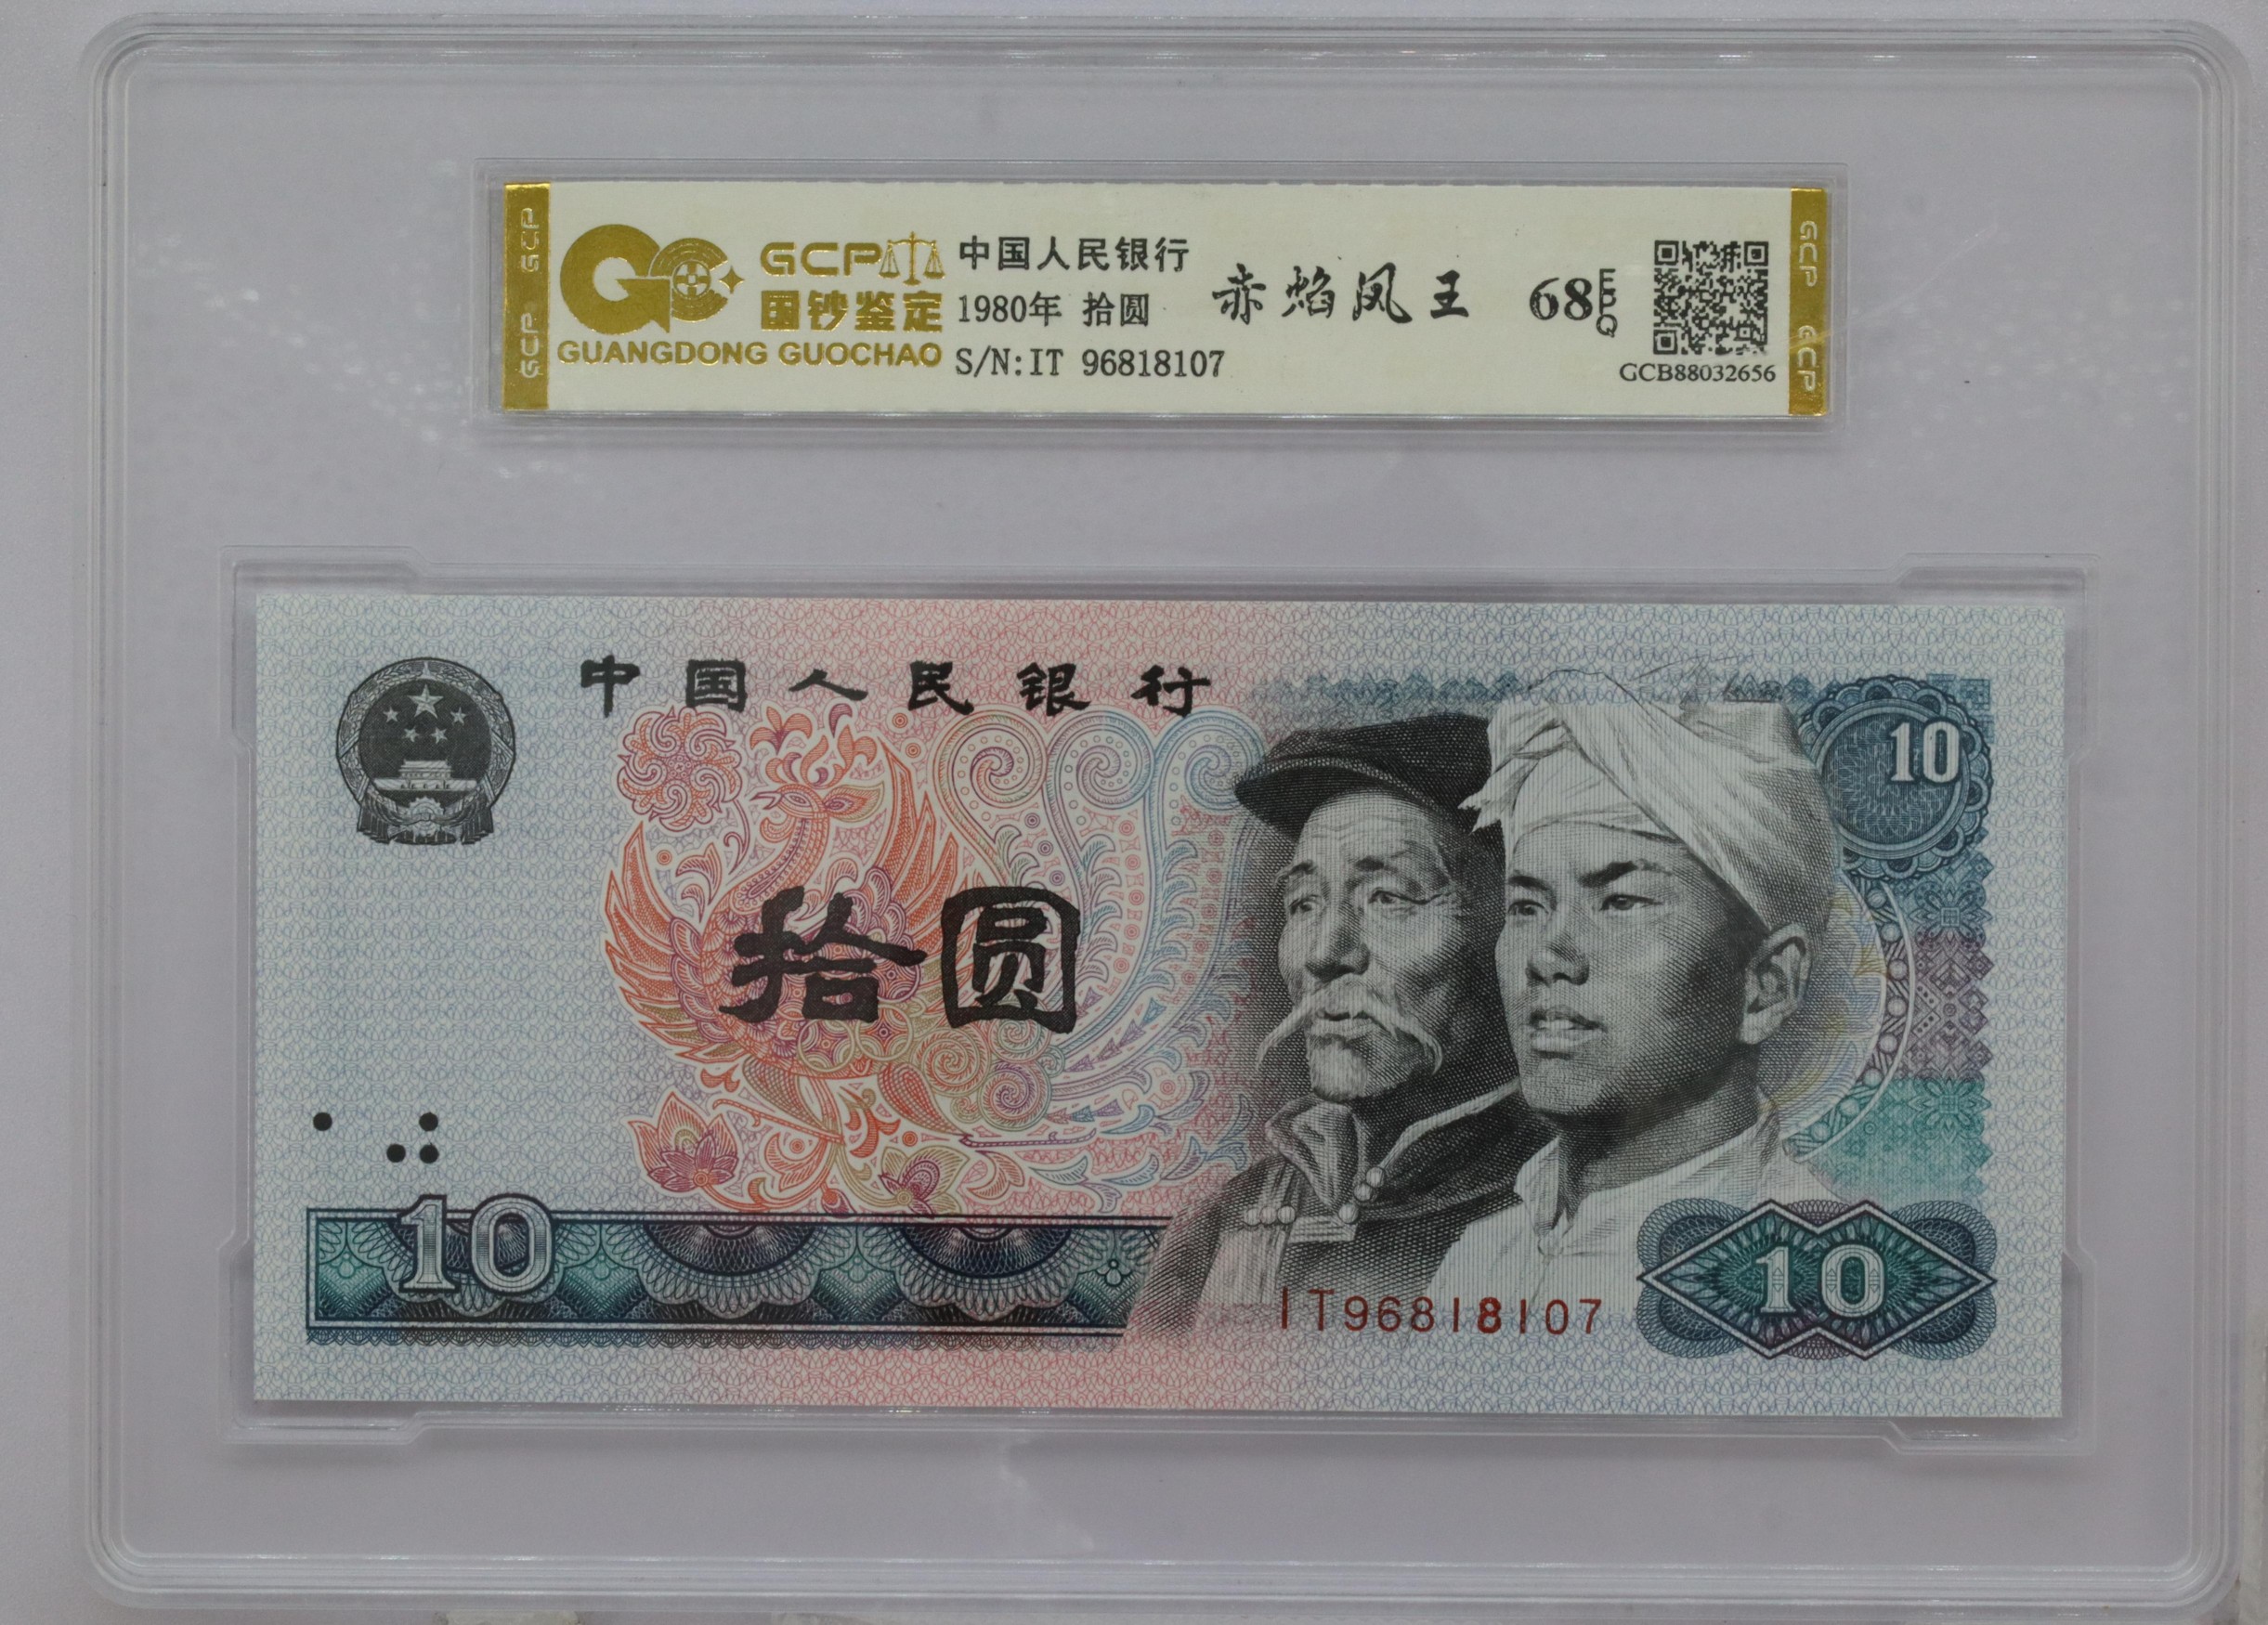 GCP
GCP
GCP
国钞鉴定
GUANGDONG GUOCHAO
中国人民银行
1980年 拾圆
S/N:IT 96818107
赤焰凤王
68
EPQ
GCB88032656
GCP
GCP
中国人民银行
10
拾圆
10
IT96818107
10